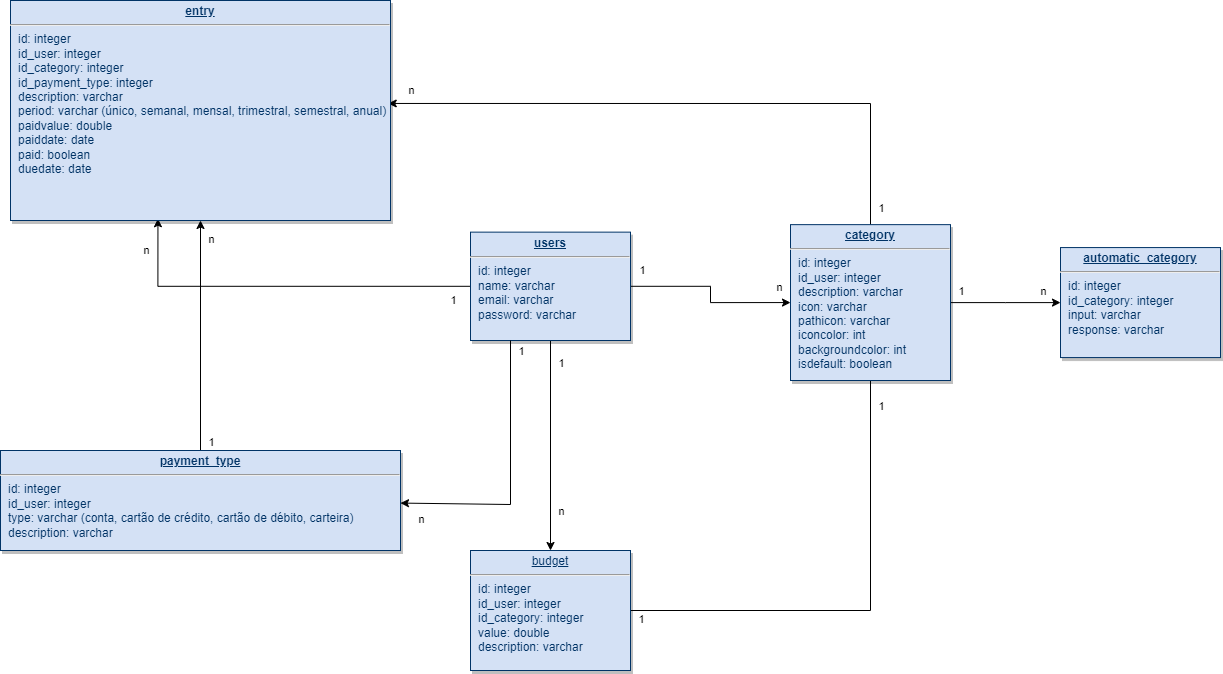 entry
id: integer
id_user: integer
id_category: integer
id_payment_type: integer
description: varchar
period: varchar (único, semanal, mensal, trimestral, semestral, anual)
paidvalue: double
paiddate: date
paid: boolean
duedate: date
n
1
n
n
1
users
id: integer
name: varchar
email: varchar
password: varchar
1
n
category
id: integer
id_user: integer
description: varchar
icon: varchar
pathicon: varchar
iconcolor: int
backgroundcolor: int
isdefault: boolean
1
n
automatic_category
id: integer
id_category: integer
input: varchar
response: varchar
1
1
1
1
payment_type
id: integer
id_user: integer
type: varchar (conta, cartão de crédito, cartão de débito, carteira)
description: varchar
n
n
budget
id: integer
id_user: integer
id_category: integer
value: double
description: varchar
1